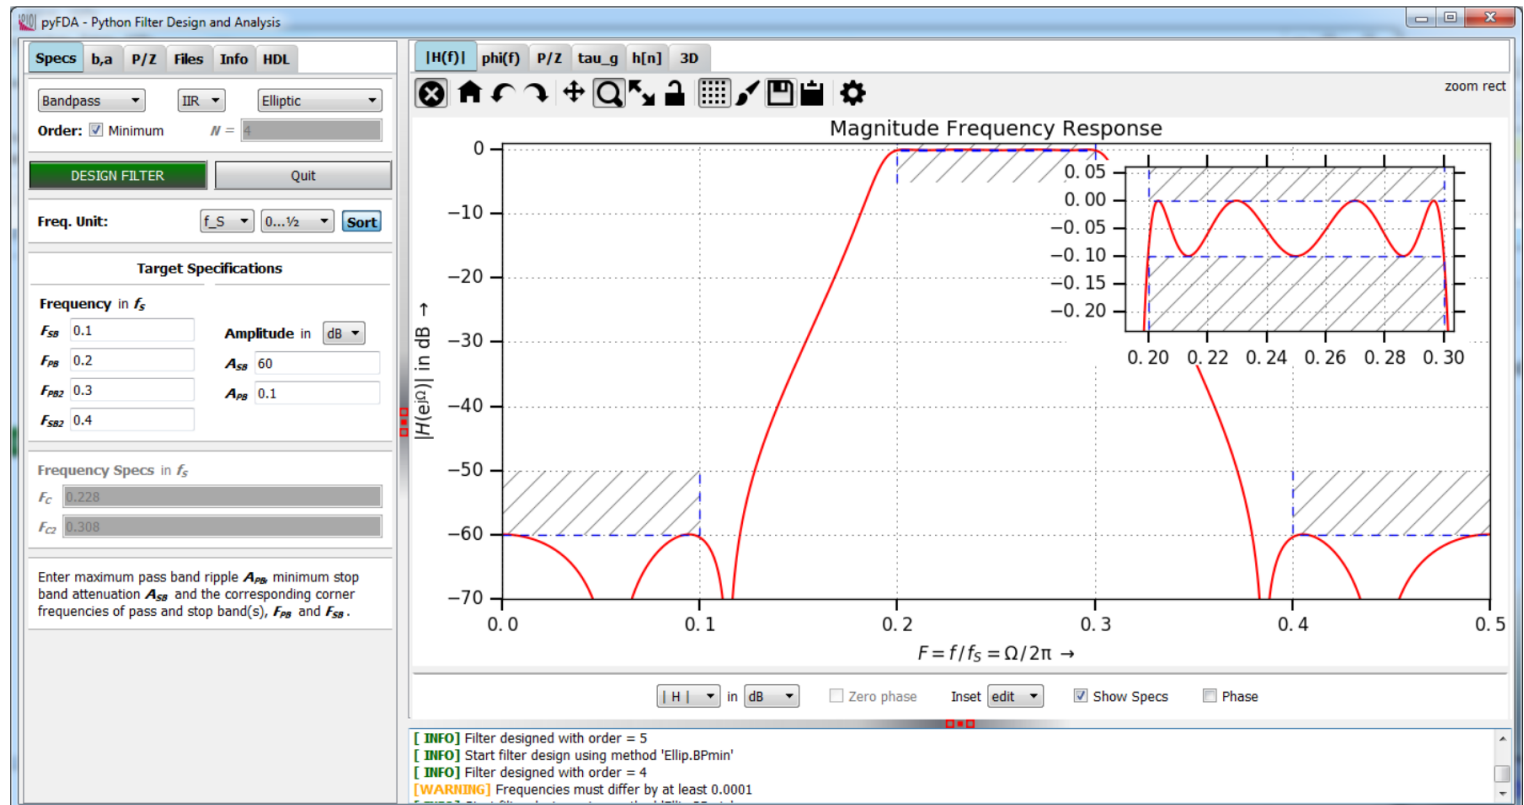 pyFDA - Python Filter Design and Analysis
Specs b,a P/Z Files Info HDL
Bandpass IIR Elliptic
Order: Minimum N = 4
DESIGN FILTER Quit
Freq. Unit: f_S 0...½ Sort
Target Specifications
Frequency in fS
FSB 0.1
FPB 0.2
FPB2 0.3
FSB2 0.4
Amplitude in dB
ASB 60
APB 0.1
Frequency Specs in fS
FC 0.228
FC2 0.308
Enter maximum pass band ripple APB, minimum stop
band attenuation ASB and the corresponding corner
frequencies of pass and stop band(s), FPB and FSB .
|H(f)| phi(f) P/Z tau_g h[n] 3D
zoom rect
Magnitude Frequency Response
|H(e^jΩ)| in dB →
0
−10
−20
−30
−40
−50
−60
−70
0.05
0.00
−0.05
−0.10
−0.15
−0.20
0.20 0.22 0.24 0.26 0.28 0.30
0.0 0.1 0.2 0.3 0.4 0.5
F = f/fS = Ω/2π →
| H | in dB Zero phase Inset edit Show Specs Phase
[ INFO] Filter designed with order = 5
[ INFO] Start filter design using method 'Ellip.BPmin'
[ INFO] Filter designed with order = 4
[WARNING] Frequencies must differ by at least 0.0001